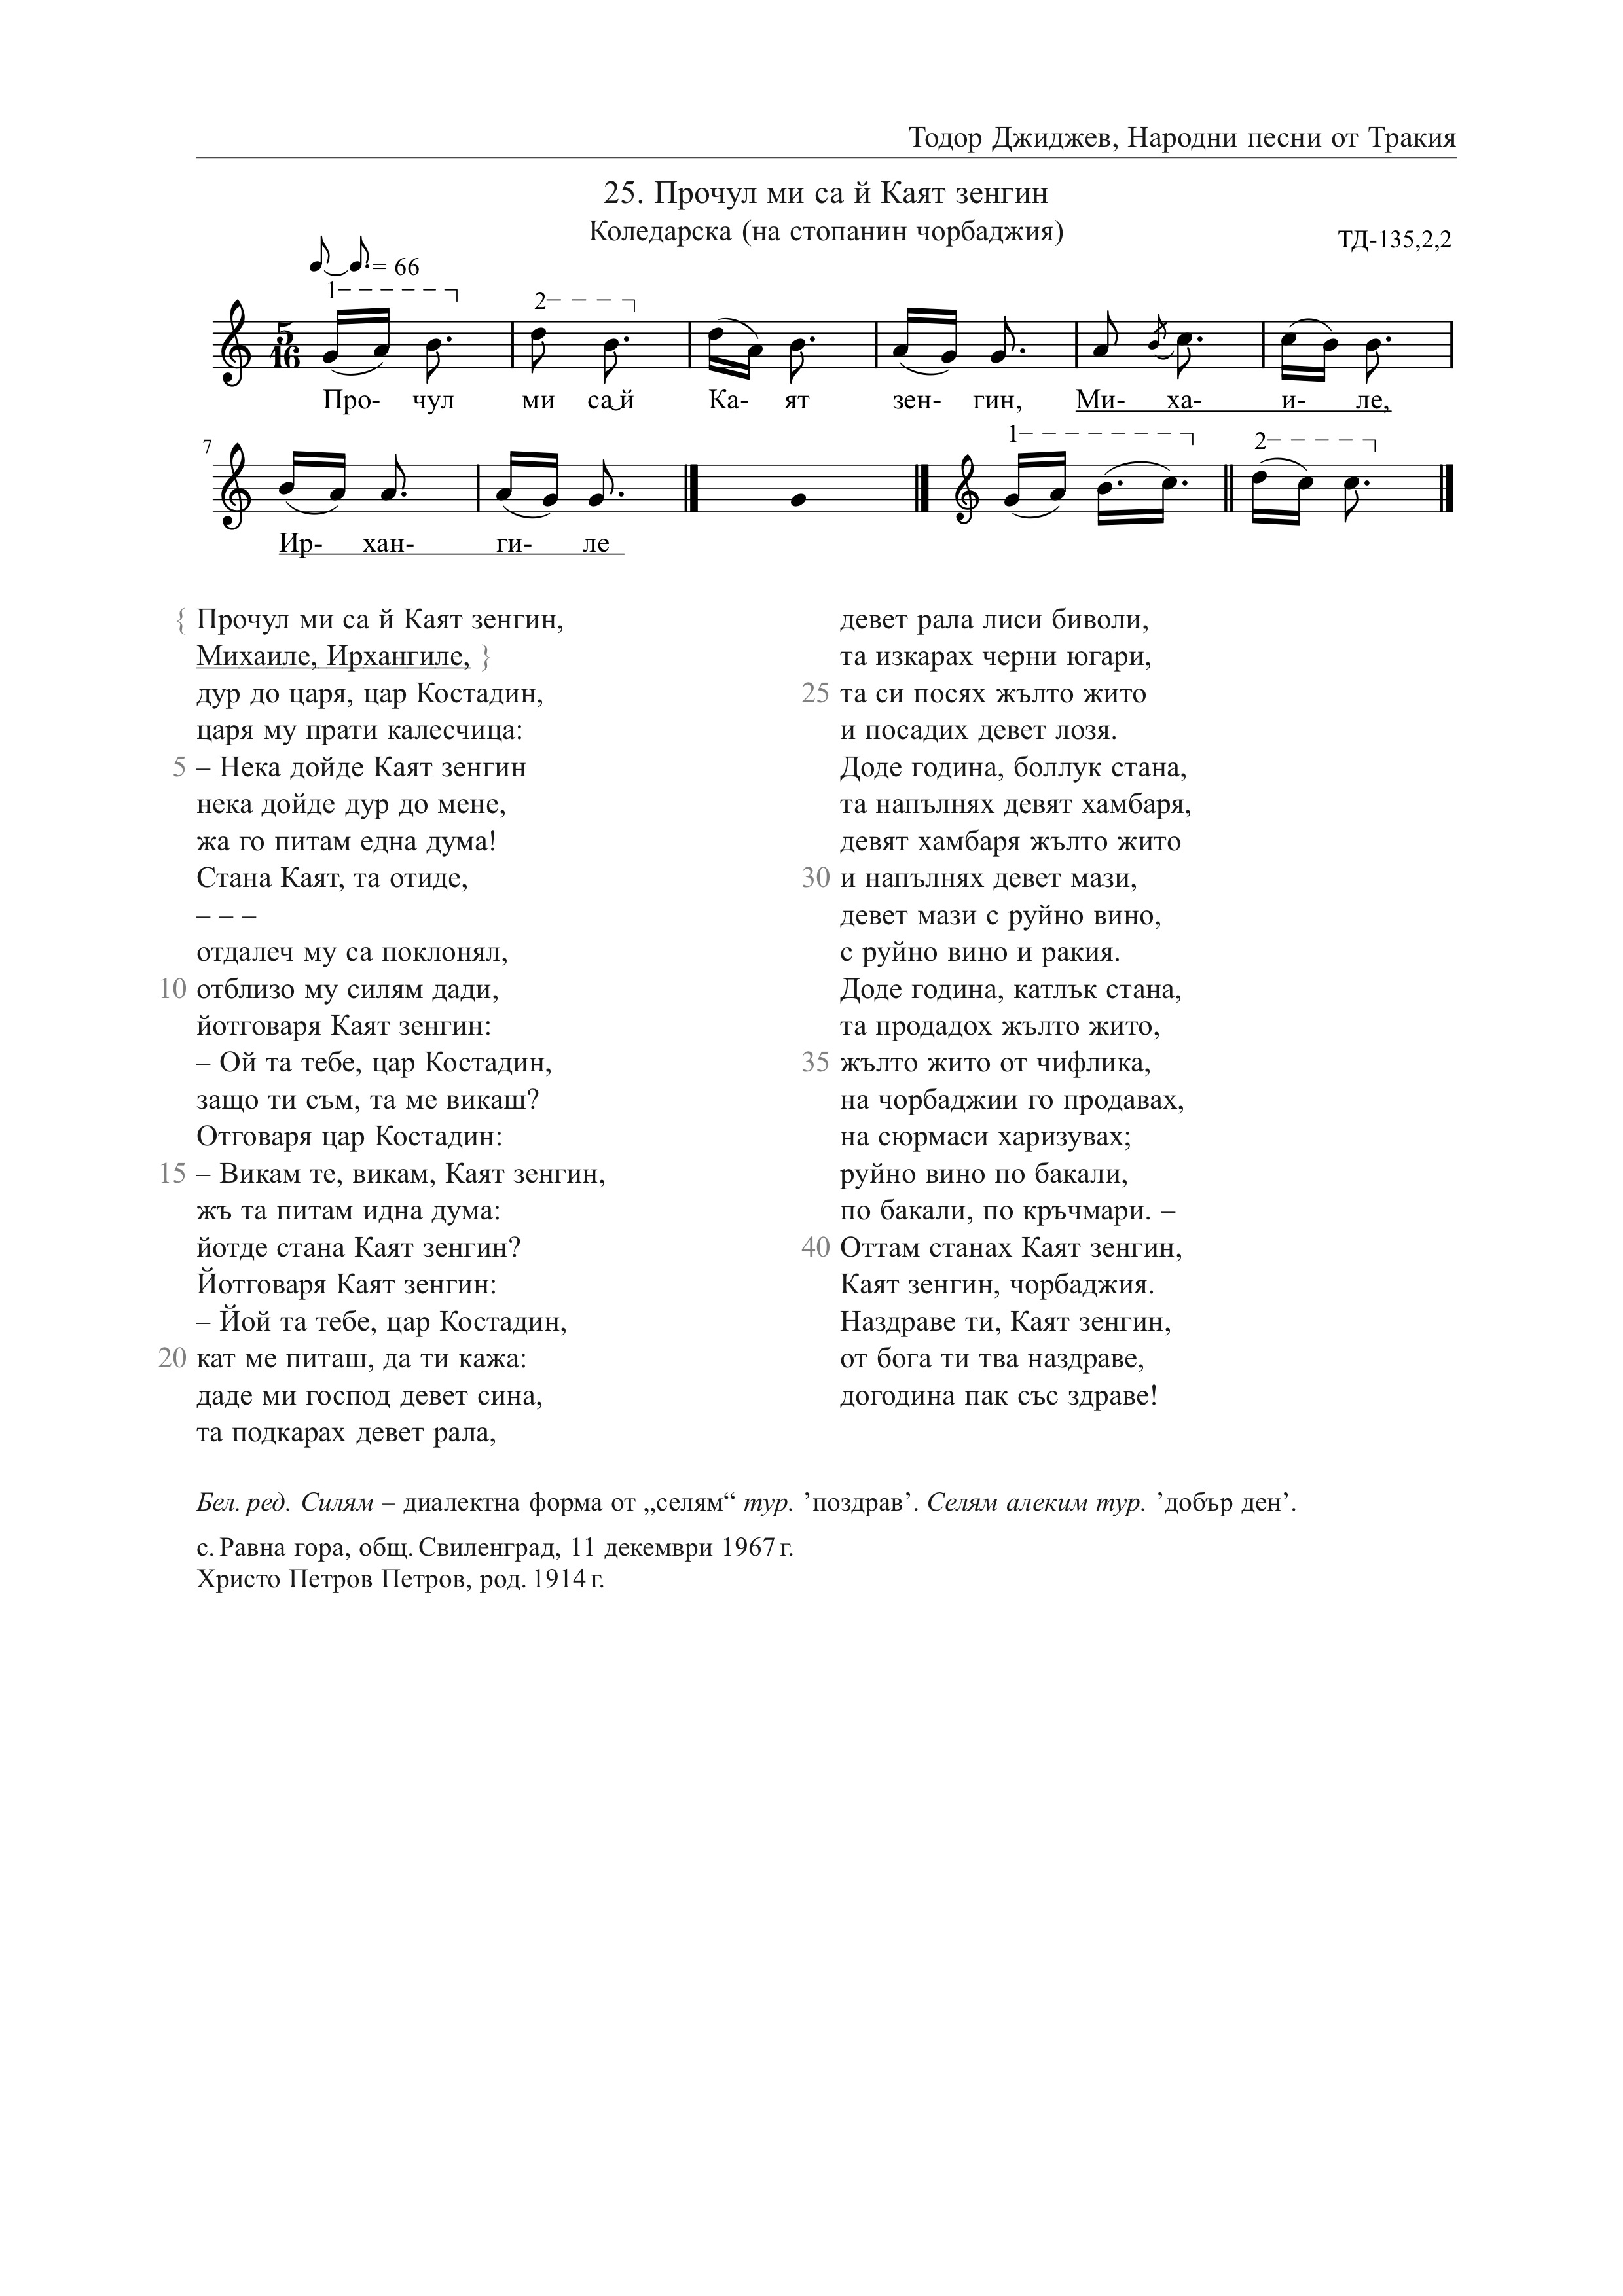 Тодор Джиджев, Народни песни от Тракия
25. Прочул ми са й Каят зенгин
Коледарска (на стопанин чорбаджия)
ТД-135,2,2
= 66
1
2
5
16
Про- чул ми са й Ка- ят зен- гин, Ми- ха- и- ле,
7
1
2
Ир- хан- ги- ле
{ Прочул ми са й Каят зенгин,
Михаиле, Ирхангиле, }
дур до царя, цар Костадин,
царя му прати калесчица:
5 – Нека дойде Каят зенгин
нека дойде дур до мене,
жа го питам една дума!
Стана Каят, та отиде,
– – –
отдалеч му са поклонял,
10 отблизо му силям дади,
йотговаря Каят зенгин:
– Ой та тебе, цар Костадин,
защо ти съм, та ме викаш?
Отговаря цар Костадин:
15 – Викам те, викам, Каят зенгин,
жъ та питам идна дума:
йотде стана Каят зенгин?
Йотговаря Каят зенгин:
– Йой та тебе, цар Костадин,
20 кат ме питаш, да ти кажа:
даде ми господ девет сина,
та подкарах девет рала,
девет рала лиси биволи,
та изкарах черни югари,
25 та си посях жълто жито
и посадих девет лозя.
Доде година, боллук стана,
та напълнях девят хамбаря,
девят хамбаря жълто жито
30 и напълнях девет мази,
девет мази с руйно вино,
с руйно вино и ракия.
Доде година, катлък стана,
та продадох жълто жито,
35 жълто жито от чифлика,
на чорбаджии го продавах,
на сюрмаси харизувах;
руйно вино по бакали,
по бакали, по кръчмари. –
40 Оттам станах Каят зенгин,
Каят зенгин, чорбаджия.
Наздраве ти, Каят зенгин,
от бога ти тва наздраве,
догодина пак със здраве!
Бел. ред. Силям – диалектна форма от „селям“ тур. ’поздрав’. Селям алеким тур. ’добър ден’.
с. Равна гора, общ. Свиленград, 11 декември 1967 г.
Христо Петров Петров, род. 1914 г.